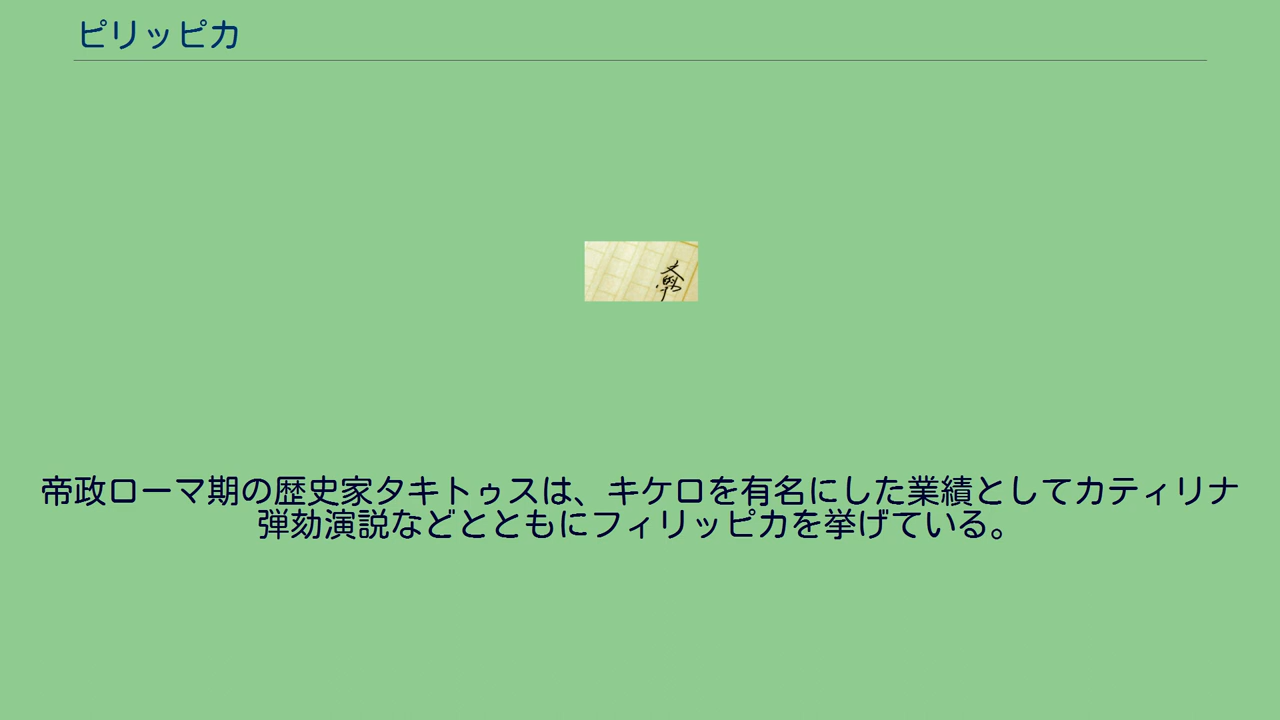 ピリッピカ
帝政ローマ期の歴史家タキトゥスは、キケロを有名にした業績としてカティリナ
弾劾演説などとともにフィリッピカを挙げている。